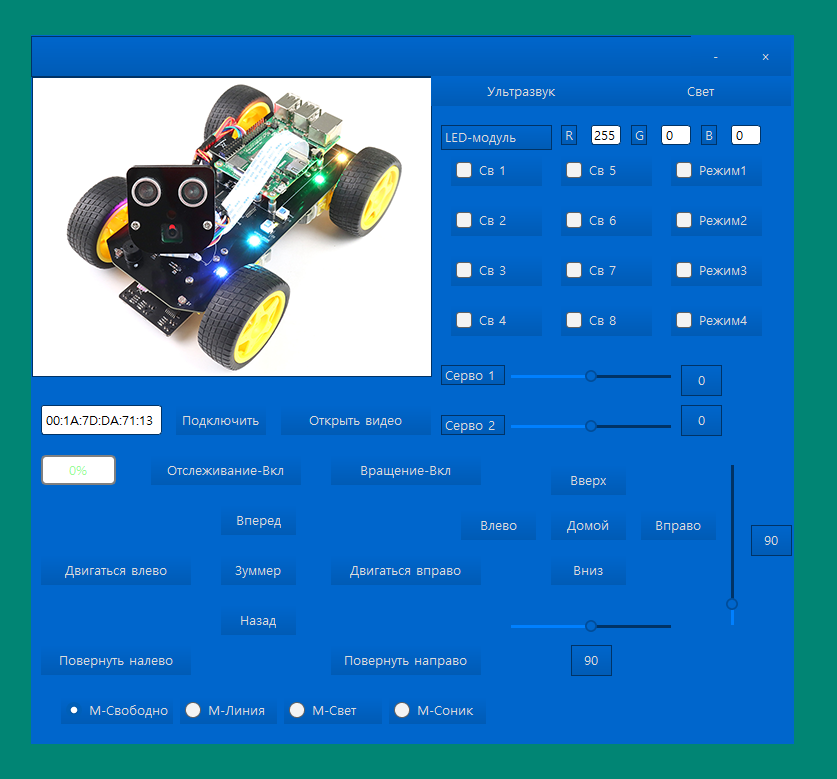 - ×
Ультразвук Свет
LED-модуль R 255 G 0 B 0
Св 1 Св 5 Режим1
Св 2 Св 6 Режим2
Св 3 Св 7 Режим3
Св 4 Св 8 Режим4
Серво 1 0
00:1A:7D:DA:71:13 Подключить Открыть видео Серво 2 0
0% Отслеживание-Вкл Вращение-Вкл Вверх
Вперед Влево Домой Вправо
90
Двигаться влево Зуммер Двигаться вправо Вниз
Назад
Повернуть налево Повернуть направо 90
М-Свободно М-Линия М-Свет М-Соник